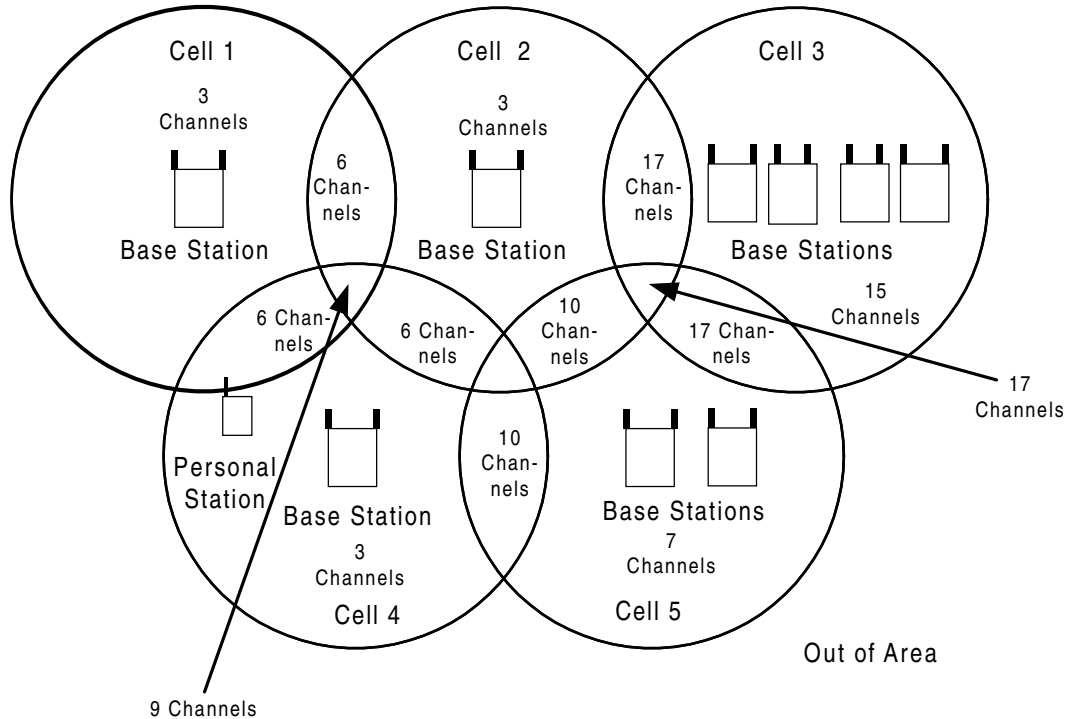 Cell 1
Cell 2
Cell 3
3
Channels
3
Channels
6
Chan-
nels
17
Chan-
nels
Base Station
Base Station
Base Stations
15
Channels
6 Chan-
nels
6 Chan-
nels
10
Chan-
nels
17 Chan-
nels
17
Channels
Personal
Station
10
Chan-
nels
Base Station
3
Channels
Cell 4
Base Stations
7
Channels
Cell 5
Out of Area
9 Channels